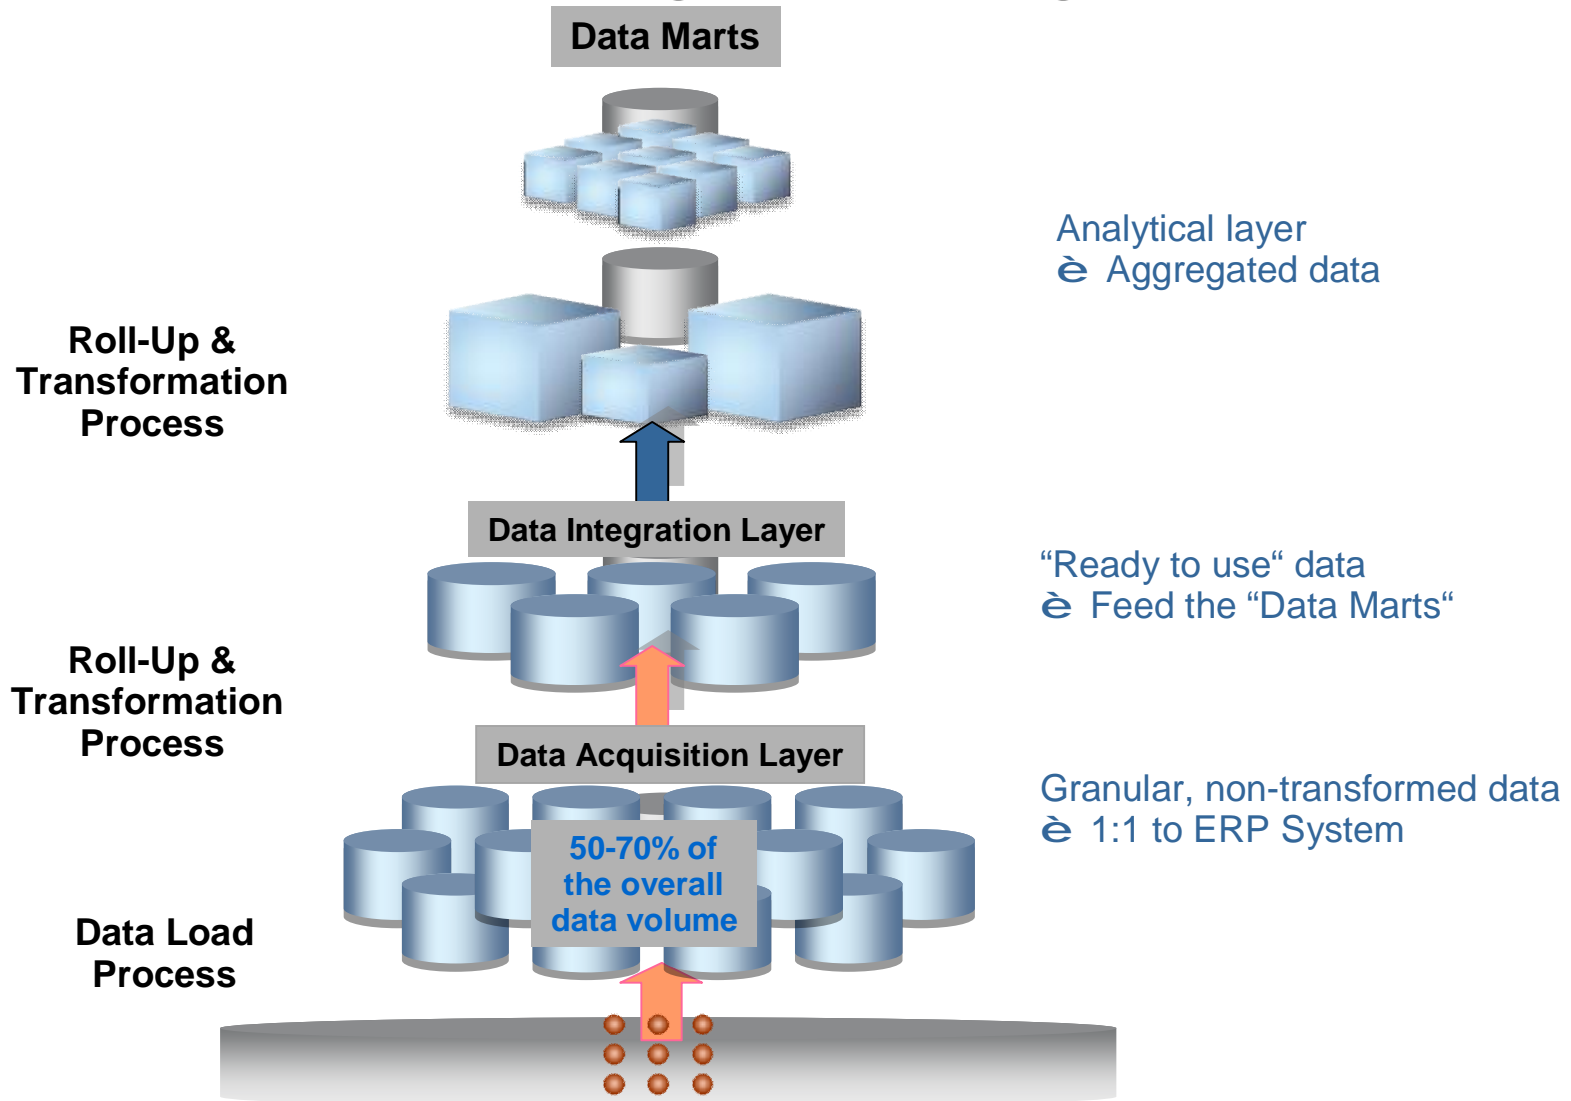 Data Marts
Analytical layer
è Aggregated data
Roll-Up &
Transformation
Process
Data Integration Layer
“Ready to use“ data
è Feed the “Data Marts“
Roll-Up &
Transformation
Process
Data Acquisition Layer
Granular, non-transformed data
è 1:1 to ERP System
50-70% of
the overall
data volume
Data Load
Process